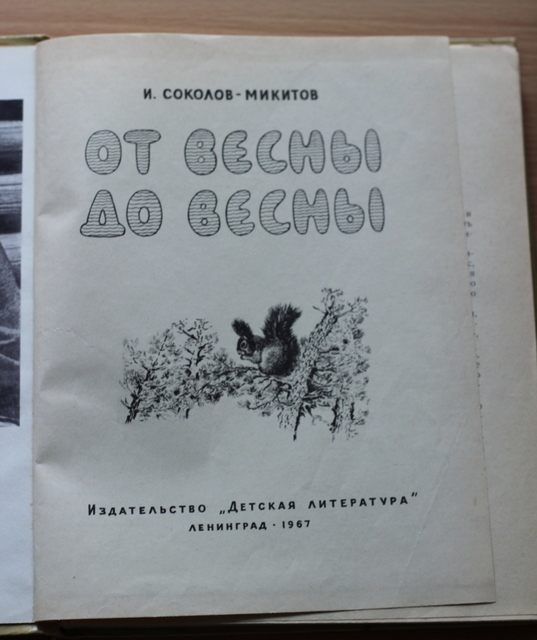 И. СОКОЛОВ-МИКИТОВ
ОТ ВЕСНЫ
ДО ВЕСНЫ
ИЗДАТЕЛЬСТВО „ДЕТСКАЯ ЛИТЕРАТУРА"
ЛЕНИНГРАД · 1967